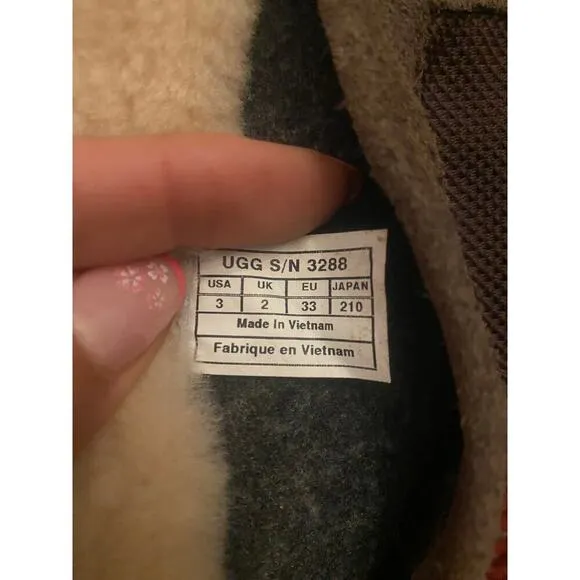 UGG S/N 3288
USA UK EU JAPAN
3 2 33 210
Made In Vietnam
Fabrique en Vietnam